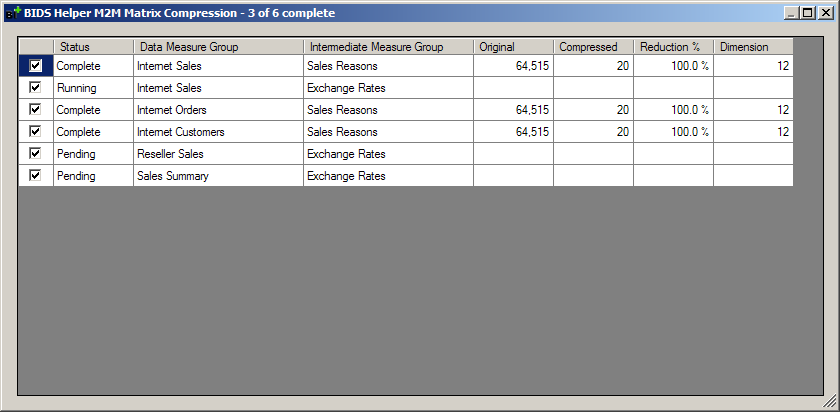 BIDS Helper M2M Matrix Compression - 3 of 6 complete
Status Data Measure Group Intermediate Measure Group Original Compressed Reduction % Dimension
Complete Internet Sales Sales Reasons 64,515 20 100.0 % 12
Running Internet Sales Exchange Rates
Complete Internet Orders Sales Reasons 64,515 20 100.0 % 12
Complete Internet Customers Sales Reasons 64,515 20 100.0 % 12
Pending Reseller Sales Exchange Rates
Pending Sales Summary Exchange Rates